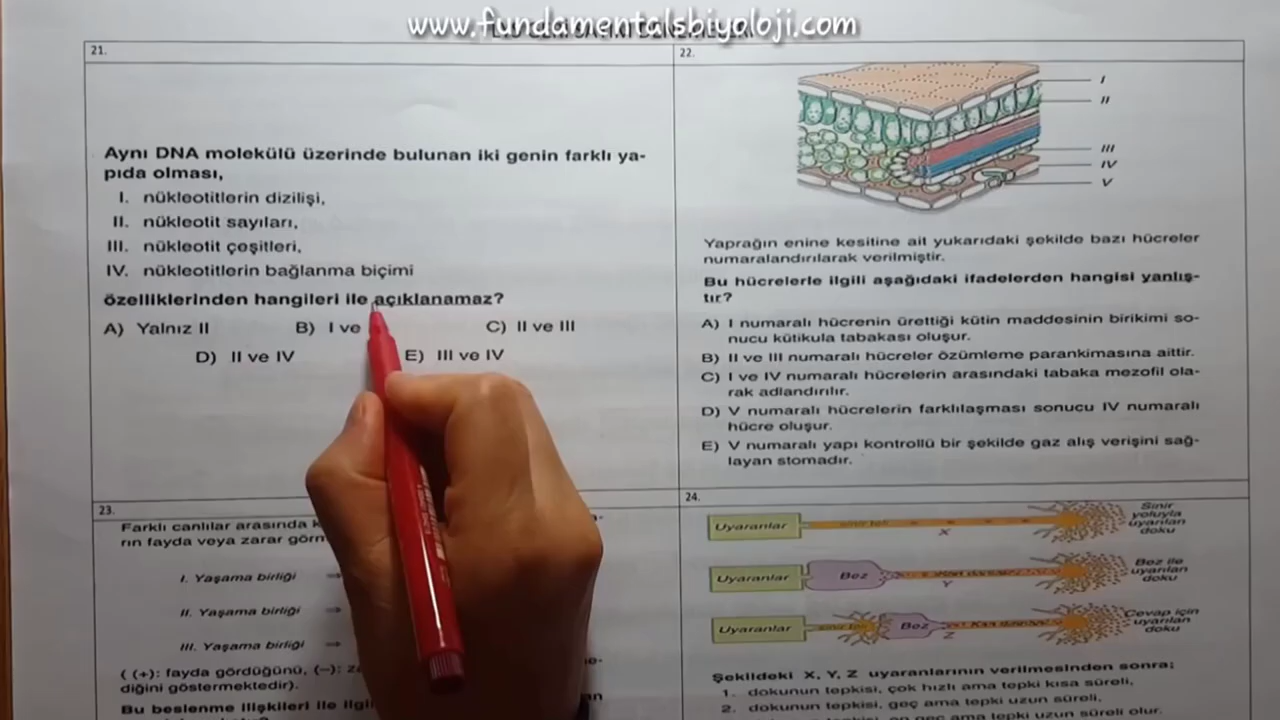 www.fundamentalsbiyoloji.com
21.
Aynı DNA molekülü üzerinde bulunan iki genin farklı ya-
pıda olması,
I. nükleotitlerin dizilişi,
II. nükleotit sayıları,
III. nükleotit çeşitleri,
IV. nükleotitlerin bağlanma biçimi
özelliklerinden hangileri ile açıklanamaz?
A) Yalnız II B) I ve C) II ve III
D) II ve IV E) III ve IV
22.
I
II
III
IV
V
Yaprağın enine kesitine ait yukarıdaki şekilde bazı hücreler
numaralandırılarak verilmiştir.
Bu hücrelerle ilgili aşağıdaki ifadelerden hangisi yanlış-
tır?
A) I numaralı hücrenin ürettiği kütin maddesinin birikimi so-
nucu kütikula tabakası oluşur.
B) II ve III numaralı hücreler özümleme parankimasına aittir.
C) I ve IV numaralı hücrelerin arasındaki tabaka mezofil ola-
rak adlandırılır.
D) V numaralı hücrelerin farklılaşması sonucu IV numaralı
hücre oluşur.
E) V numaralı yapı kontrollü bir şekilde gaz alış verişini sağ-
layan stomadır.
23.
Farklı canlılar arasında
rın fayda veya zarar
I. Yaşama birliği ⇒
II. Yaşama birliği ⇒
III. Yaşama birliği ⇒
( (+): fayda gördüğünü, (–):
diğini göstermektedir).
Bu beslenme ilişkileri ile
24.
Uyaranlar X Sinir
yoluyla
uyarılan
doku
Uyaranlar Bez Y Bez ile
uyarılan
doku
Uyaranlar Bez Z Cevap için
uyarılan
doku
Şekildeki X, Y, Z uyaranlarının verilmesinden sonra;
1. dokunun tepkisi, çok hızlı ama tepki kısa süreli,
2. dokunun tepkisi, geç ama tepki uzun süreli,
ama tepki uzun süreli olur.